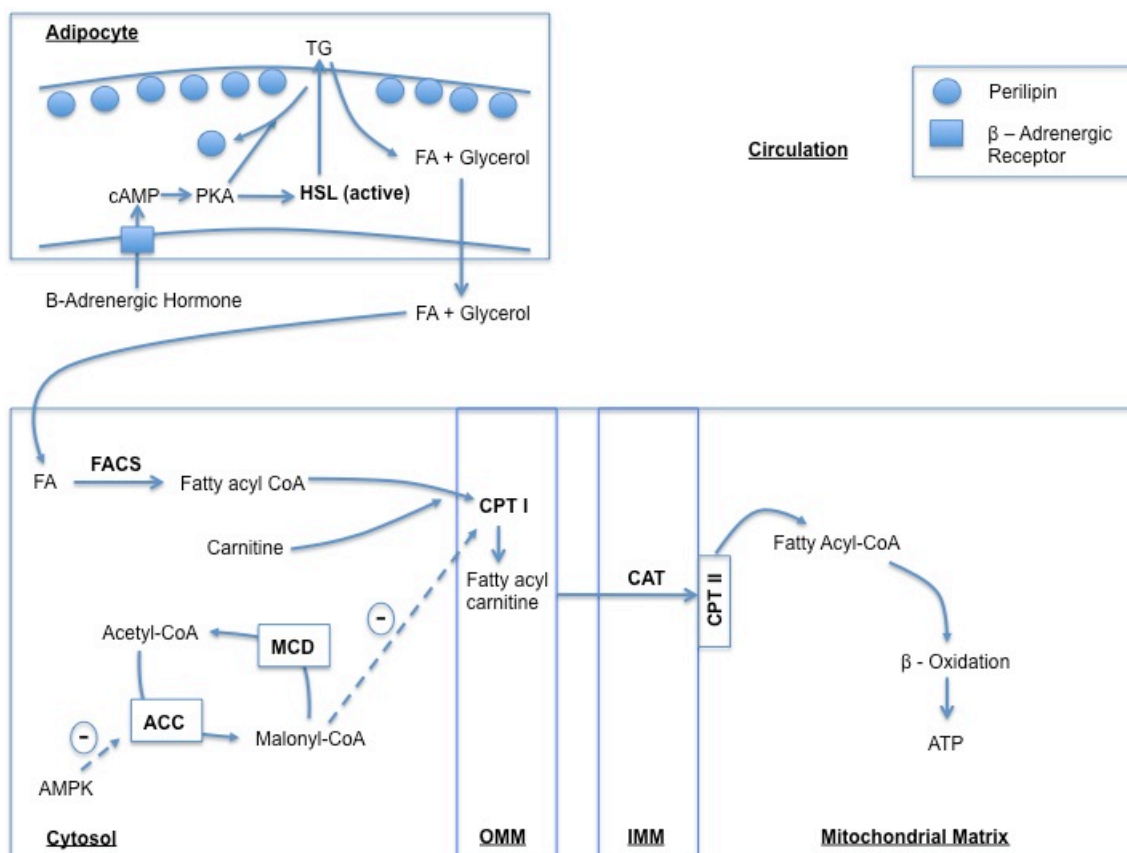 Adipocyte
TG
Perilipin
β – Adrenergic
Receptor
Circulation
FA + Glycerol
cAMP
PKA
HSL (active)
B-Adrenergic Hormone
FA + Glycerol
FA
FACS
Fatty acyl CoA
CPT I
Carnitine
Fatty acyl
carnitine
CAT
CPT II
Fatty Acyl-CoA
-
Acetyl-CoA
MCD
β - Oxidation
ACC
Malonyl-CoA
-
ATP
AMPK
Cytosol
OMM
IMM
Mitochondrial Matrix